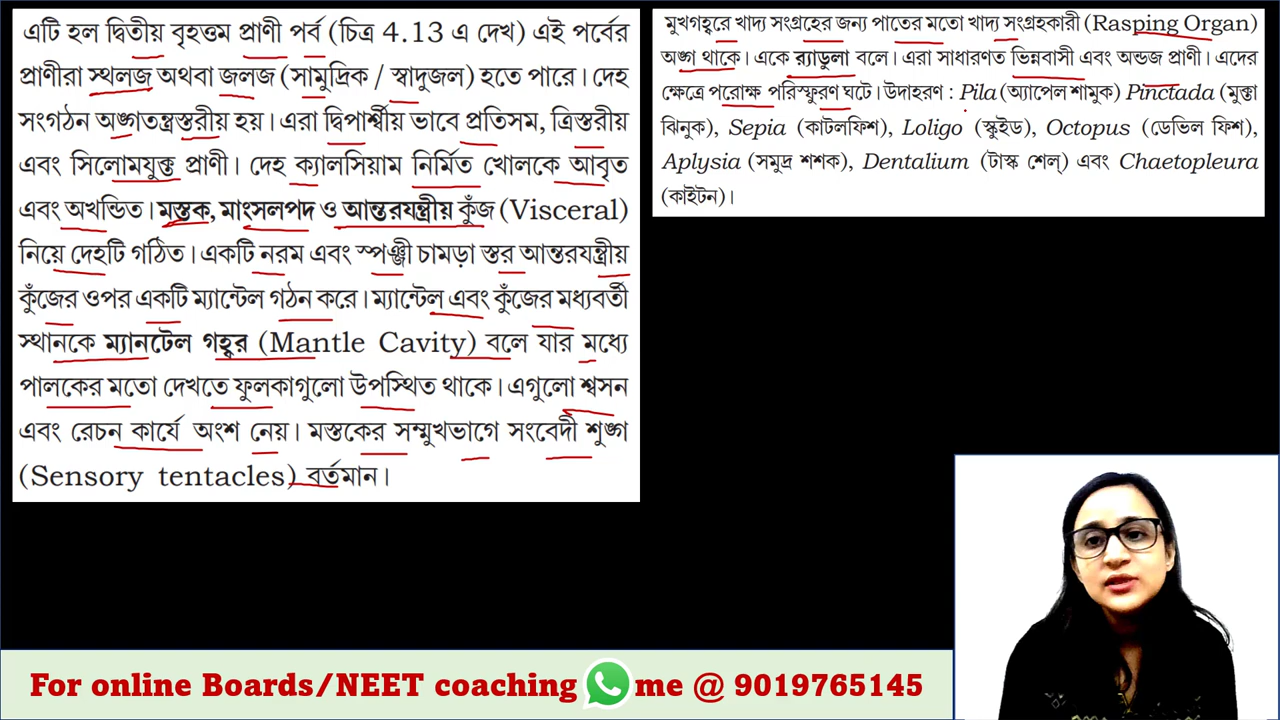 এটি হল দ্বিতীয় বৃহত্তম প্রাণী পর্ব (চিত্র 4.13 এ দেখ) এই পর্বের
প্রাণীরা স্থলজ অথবা জলজ (সামুদ্রিক / স্বাদুজল) হতে পারে। দেহ
সংগঠন অঙ্গতন্ত্রস্তরীয় হয়। এরা দ্বিপার্শ্বীয় ভাবে প্রতিসম, ত্রিস্তরীয়
এবং সিলোমযুক্ত প্রাণী। দেহ ক্যালসিয়াম নির্মিত খোলকে আবৃত
এবং অখন্ডিত। মস্তক, মাংসলপদ ও আন্তরযন্ত্রীয় কুঁজ (Visceral)
নিয়ে দেহটি গঠিত। একটি নরম এবং স্পঞ্জী চামড়া স্তর আন্তরযন্ত্রীয়
কুঁজের ওপর একটি ম্যান্টেল গঠন করে। ম্যান্টেল এবং কুঁজের মধ্যবর্তী
স্থানকে ম্যানটেল গহ্বর (Mantle Cavity) বলে যার মধ্যে
পালকের মতো দেখতে ফুলকাগুলো উপস্থিত থাকে। এগুলো শ্বসন
এবং রেচন কার্যে অংশ নেয়। মস্তকের সম্মুখভাগে সংবেদী শুঙ্গ
(Sensory tentacles) বর্তমান।
মুখগহ্বরে খাদ্য সংগ্রহের জন্য পাতের মতো খাদ্য সংগ্রহকারী (Rasping Organ)
অঙ্গ থাকে। একে র‍্যাডুলা বলে। এরা সাধারণত ভিন্নবাসী এবং অন্ডজ প্রাণী। এদের
ক্ষেত্রে পরোক্ষ পরিস্ফুরণ ঘটে। উদাহরণ : Pila (অ্যাপেল শামুক) Pinctada (মুক্তা
ঝিনুক), Sepia (কাটলফিশ), Loligo (স্কুইড), Octopus (ডেভিল ফিশ),
Aplysia (সমুদ্র শশক), Dentalium (টাস্ক শেল্) এবং Chaetopleura
(কাইটন)।
For online Boards/NEET coaching me @ 9019765145